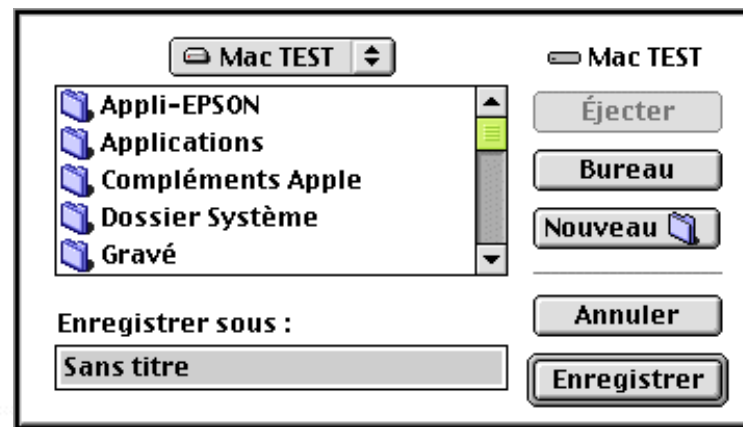 Mac TEST
Mac TEST
Appli-EPSON
Applications
Compléments Apple
Dossier Système
Gravé
Éjecter
Bureau
Nouveau
Enregistrer sous :
Sans titre
Annuler
Enregistrer